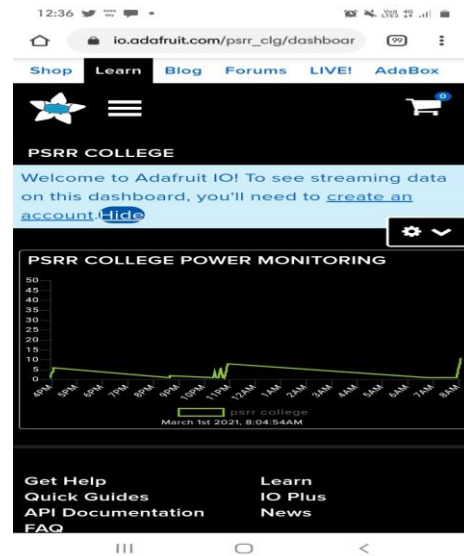 12:36
io.adafruit.com/psrr_clg/dashboar
99
Shop Learn Blog Forums LIVE! AdaBox
0
PSRR COLLEGE
Welcome to Adafruit IO! To see streaming data
on this dashboard, you'll need to create an
account.Hide
PSRR COLLEGE POWER MONITORING
50
45
40
35
30
25
20
15
10
5
0
4PM 5PM 6PM 7PM 8PM 9PM 10PM 11PM 12AM 1AM 2AM 3AM 4AM 5AM 6AM 7AM 8AM
psrr college
March 1st 2021, 8:04:54AM
Get Help Learn
Quick Guides IO Plus
API Documentation News
FAQ